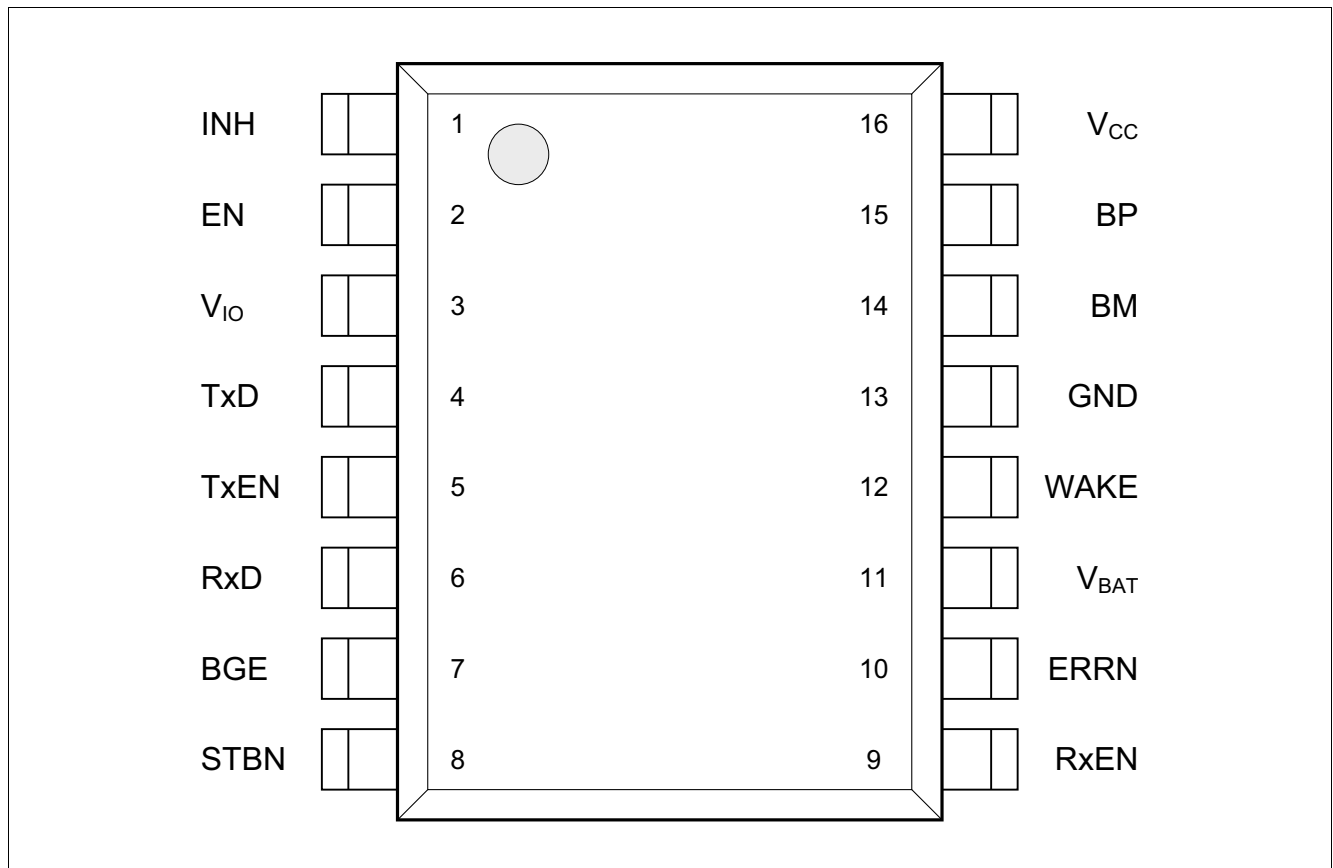 INH 1 16 VCC
EN 2 15 BP
VIO 3 14 BM
TxD 4 13 GND
TxEN 5 12 WAKE
RxD 6 11 VBAT
BGE 7 10 ERRN
STBN 8 9 RxEN